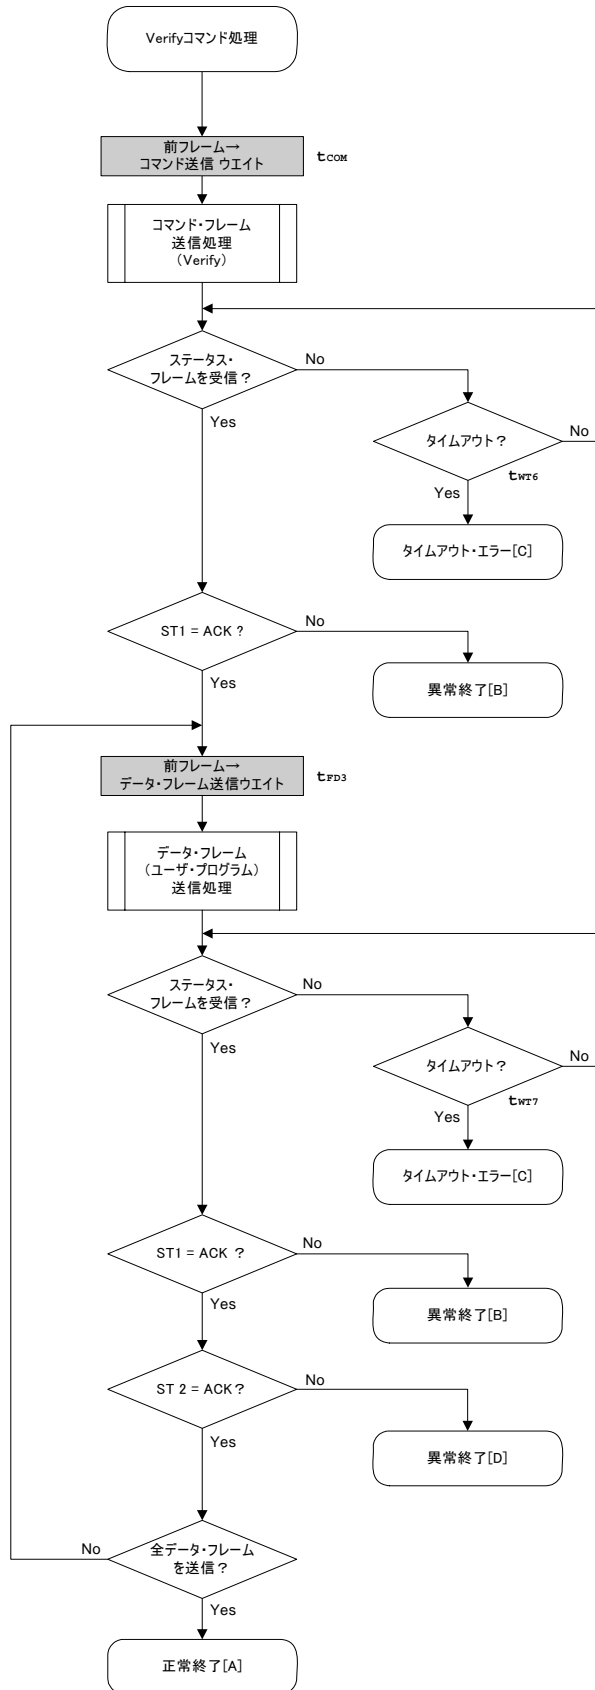 Verifyコマンド処理
前フレーム→
コマンド送信 ウエイト
tCOM
コマンド・フレーム
送信処理
（Verify）
ステータス・
フレームを受信？
No
Yes
タイムアウト？
No
tWT6
Yes
タイムアウト・エラー[C]
ST1 = ACK ?
No
Yes
異常終了[B]
前フレーム→
データ・フレーム送信ウエイト
tFD3
データ・フレーム
（ユーザ・プログラム）
送信処理
ステータス・
フレームを受信？
No
Yes
タイムアウト？
No
tWT7
Yes
タイムアウト・エラー[C]
ST1 = ACK ？
No
Yes
異常終了[B]
ST 2 = ACK？
No
Yes
異常終了[D]
全データ・フレーム
を送信？
No
Yes
正常終了[A]